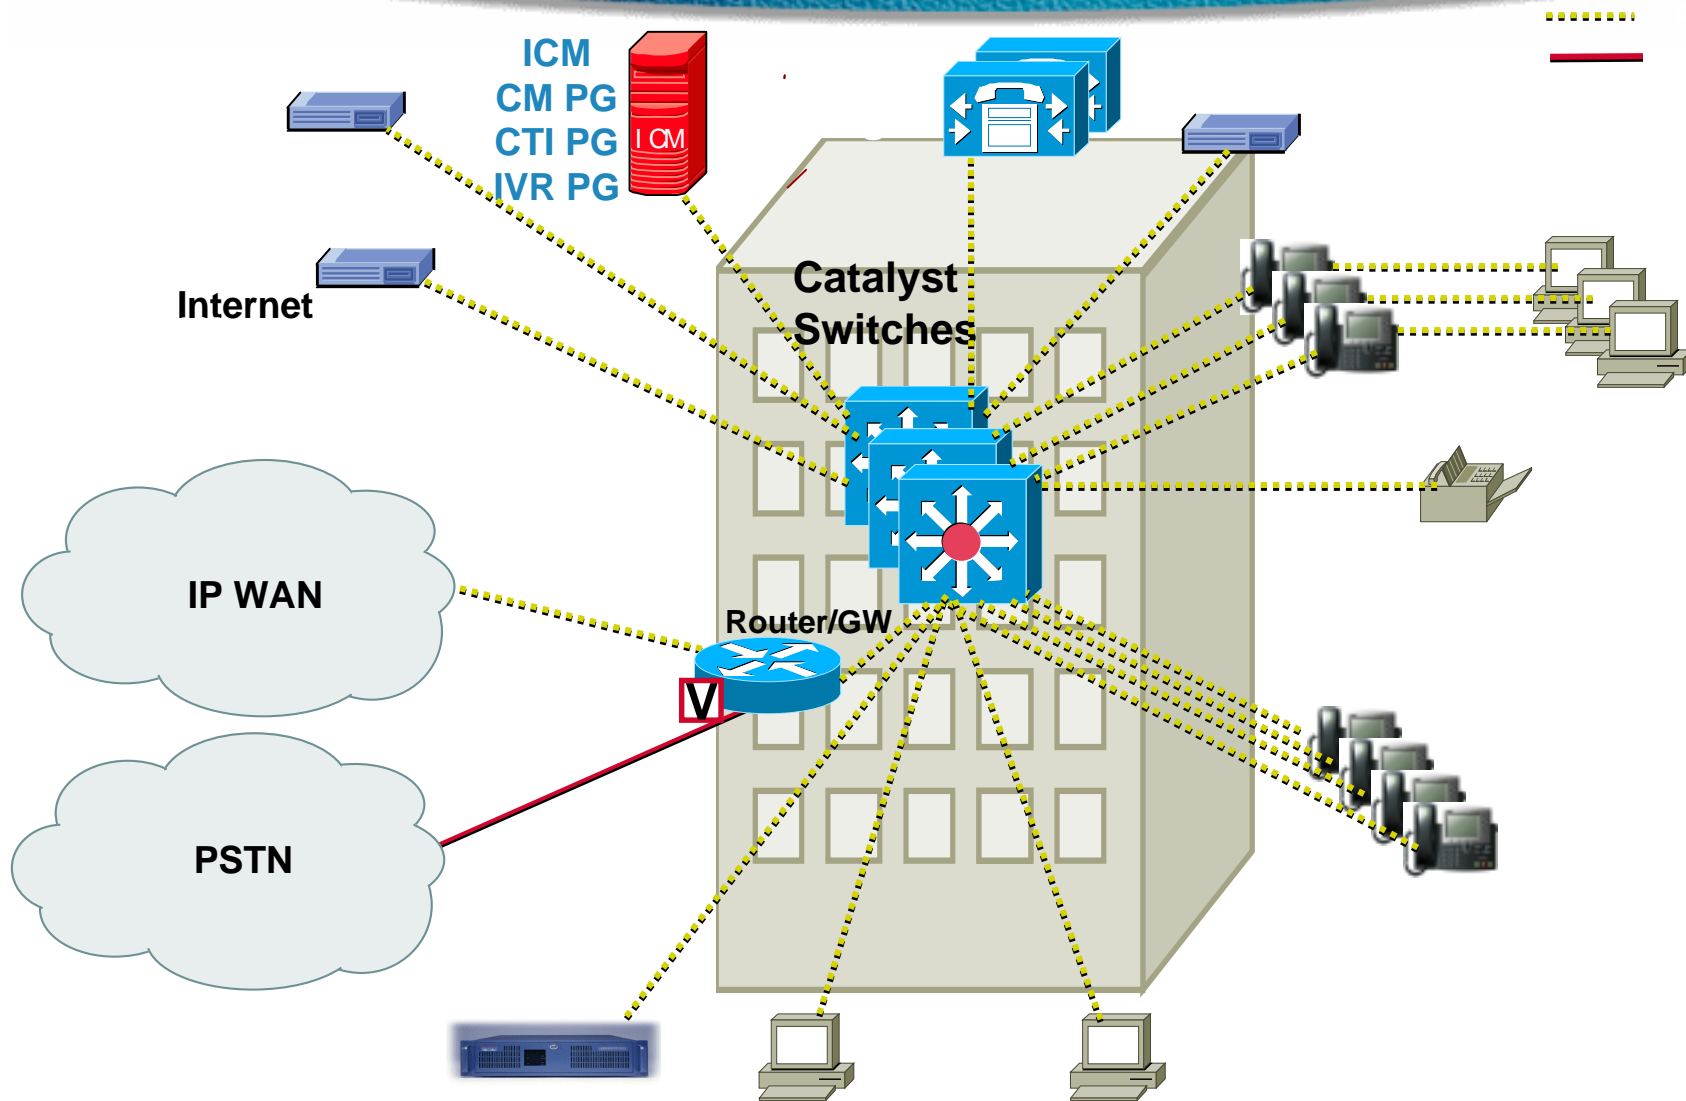 ICM
CM PG
CTI PG
IVR PG
ICM
Internet
Catalyst
Switches
IP WAN
Router/GW
V
PSTN